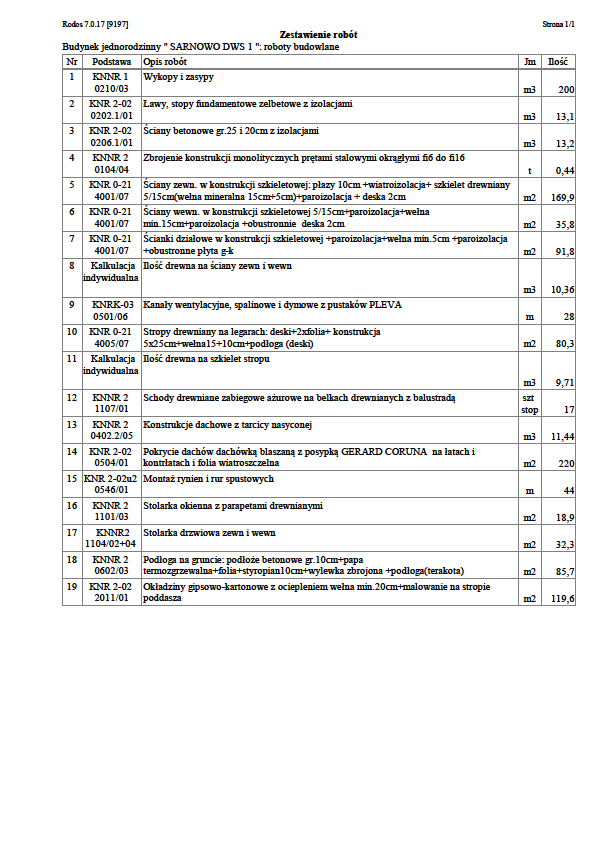 Rodos 7.0.17 [9197] Strona 1/1
Zestawienie robót
Budynek jednorodzinny " SARNOWO DWS 1 ": roboty budowlane
Nr Podstawa Opis robót Jm Ilość
1 KNNR 1 Wykopy i zasypy
0210/03 m3 200
2 KNR 2-02 Ławy, stopy fundamentowe żelbetowe z izolacjami
0202.1/01 m3 13,1
3 KNR 2-02 Ściany betonowe gr.25 i 20cm z izolacjami
0206.1/01 m3 13,2
4 KNNR 2 Zbrojenie konstrukcji monolitycznych prętami stalowymi okrągłymi fi6 do fi16
0104/04 t 0,44
5 KNR 0-21 Ściany zewn. w konstrukcji szkieletowej: płazy 10cm +wiatroizolacja+ szkielet drewniany
4001/07 5/15cm(wełna mineralna 15cm+5cm)+paroizolacja + deska 2cm m2 169,9
6 KNR 0-21 Ściany wewn. w konstrukcji szkieletowej 5/15cm+paroizolacja+wełna
4001/07 min.15cm+paroizolacja +obustronnie deska 2cm m2 35,8
7 KNR 0-21 Ścianki działowe w konstrukcji szkieletowej +paroizolacja+wełna min.5cm +paroizolacja
4001/07 +obustronne płyta g-k m2 91,8
8 Kalkulacja Ilość drewna na ściany zewn i wewn
indywidualna
m3 10,36
9 KNRK-03 Kanały wentylacyjne, spalinowe i dymowe z pustaków PLEVA
0501/06 m 28
10 KNR 0-21 Stropy drewniany na legarach: deski+2xfolia+ konstrukcja
4005/07 5x25cm+wełna15+10cm+podłoga (deski) m2 80,3
11 Kalkulacja Ilość drewna na szkielet stropu
indywidualna
m3 9,71
12 KNNR 2 Schody drewniane zabiegowe ażurowe na belkach drewnianych z balustradą szt
1107/01 stop 17
13 KNNR 2 Konstrukcje dachowe z tarcicy nasyconej
0402.2/05 m3 11,44
14 KNR 2-02 Pokrycie dachów dachówką blaszaną z posypką GERARD CORUNA na łatach i
0504/01 kontrłatach i folia wiatroszczelna m2 220
15 KNR 2-02u2 Montaż rynien i rur spustowych
0546/01 m 44
16 KNNR 2 Stolarka okienna z parapetami drewnianymi
1101/03 m2 18,9
17 KNNR2 Stolarka drzwiowa zewn i wewn
1104/02+04 m2 32,3
18 KNNR 2 Podłoga na gruncie: podłoże betonowe gr.10cm+papa
0602/03 termozgrzewalna+folia+styropian10cm+wylewka zbrojona +podłoga(terakota) m2 85,7
19 KNR 2-02 Okładziny gipsowo-kartonowe z ociepleniem wełna min.20cm+malowanie na stropie
2011/01 poddasza m2 119,6